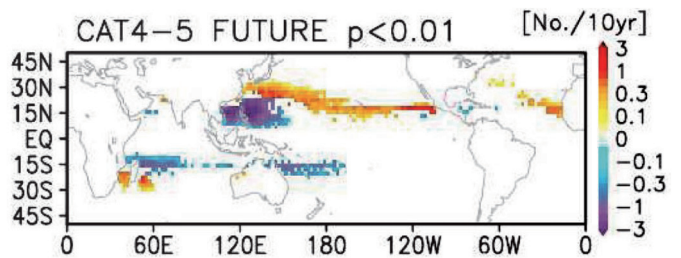 CAT4-5 FUTURE p<0.01
[No./10yr]
45N
30N
15N
EQ
15S
30S
45S
0 60E 120E 180 120W 60W 0
3
1
0.3
0.1
0
-0.1
-0.3
-1
-3